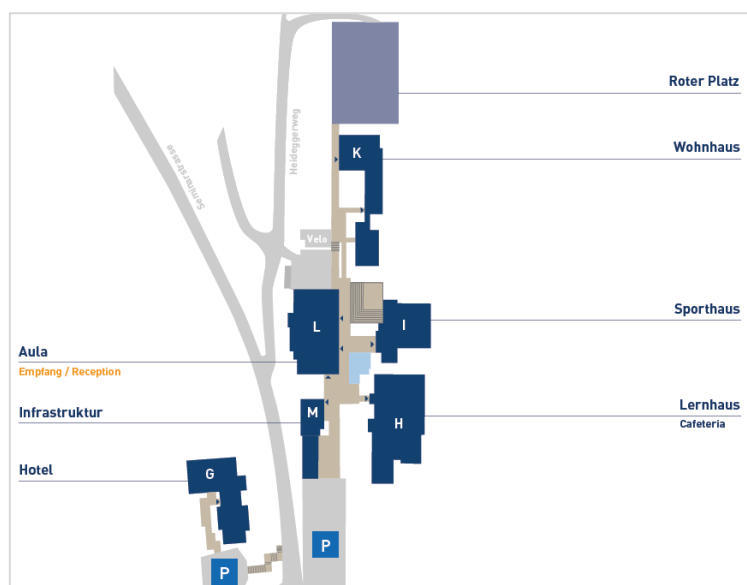 Roter Platz
Heideggerweg
K
Wohnhaus
Seminarstrasse
Velo
Sporthaus
L
I
Aula
Empfang / Reception
Infrastruktur
M
Lernhaus
Cafeteria
H
Hotel
G
P
P